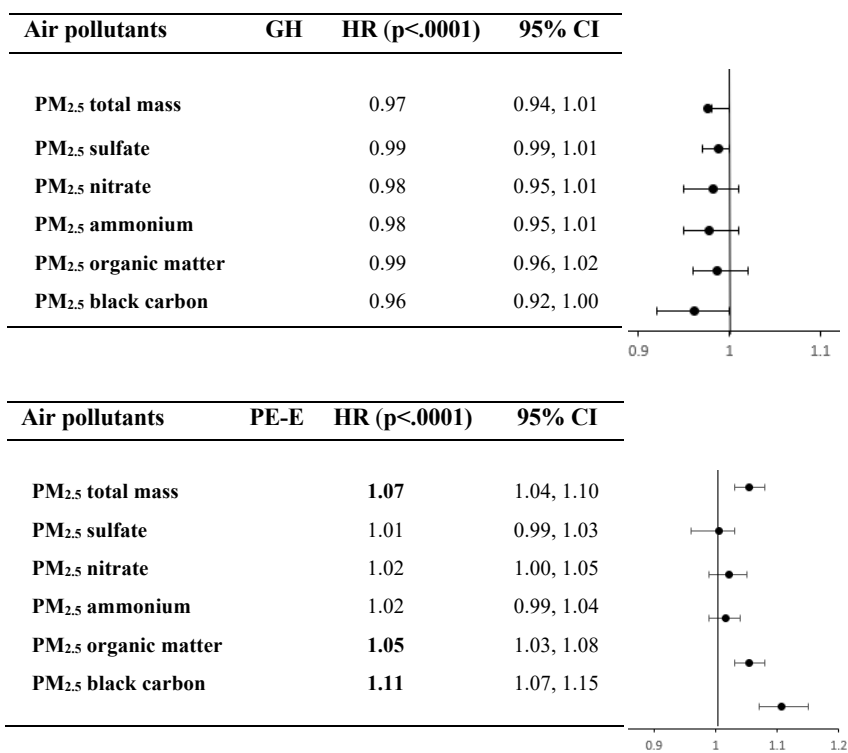 Air pollutants GH HR (p<.0001) 95% CI
PM2.5 total mass 0.97 0.94, 1.01
PM2.5 sulfate 0.99 0.99, 1.01
PM2.5 nitrate 0.98 0.95, 1.01
PM2.5 ammonium 0.98 0.95, 1.01
PM2.5 organic matter 0.99 0.96, 1.02
PM2.5 black carbon 0.96 0.92, 1.00
0.9 1 1.1
Air pollutants PE-E HR (p<.0001) 95% CI
PM2.5 total mass 1.07 1.04, 1.10
PM2.5 sulfate 1.01 0.99, 1.03
PM2.5 nitrate 1.02 1.00, 1.05
PM2.5 ammonium 1.02 0.99, 1.04
PM2.5 organic matter 1.05 1.03, 1.08
PM2.5 black carbon 1.11 1.07, 1.15
0.9 1 1.1 1.2